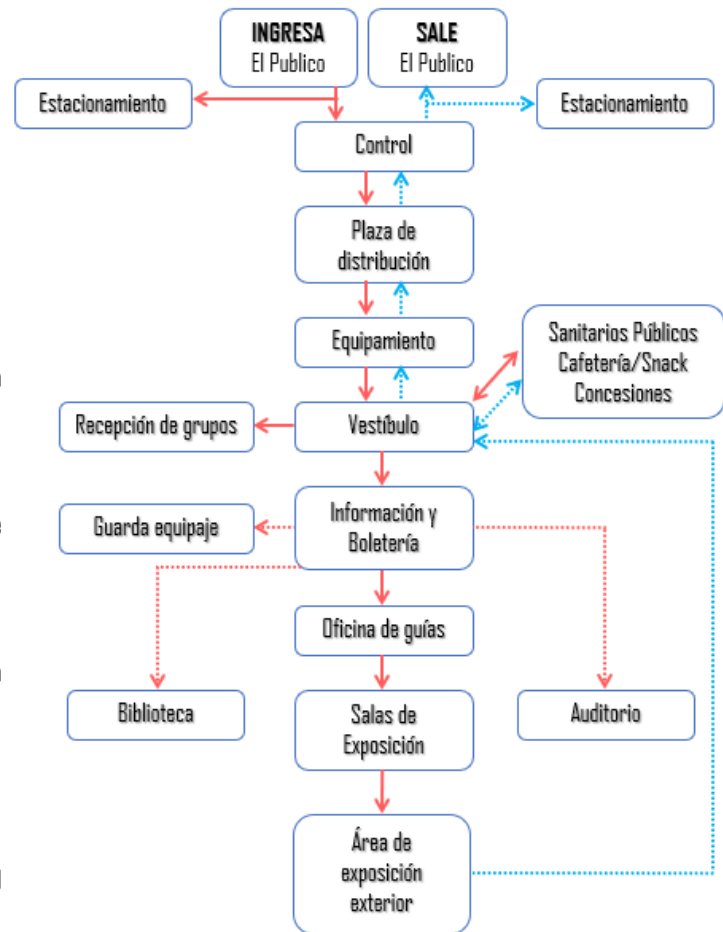 INGRESA
El Publico
SALE
El Publico
Estacionamiento
Estacionamiento
Control
Plaza de
distribución
Equipamiento
Sanitarios Públicos
Cafetería/Snack
Concesiones
Recepción de grupos
Vestíbulo
Guarda equipaje
Información y
Boletería
Oficina de guías
Biblioteca
Salas de
Exposición
Auditorio
Área de
exposición
exterior